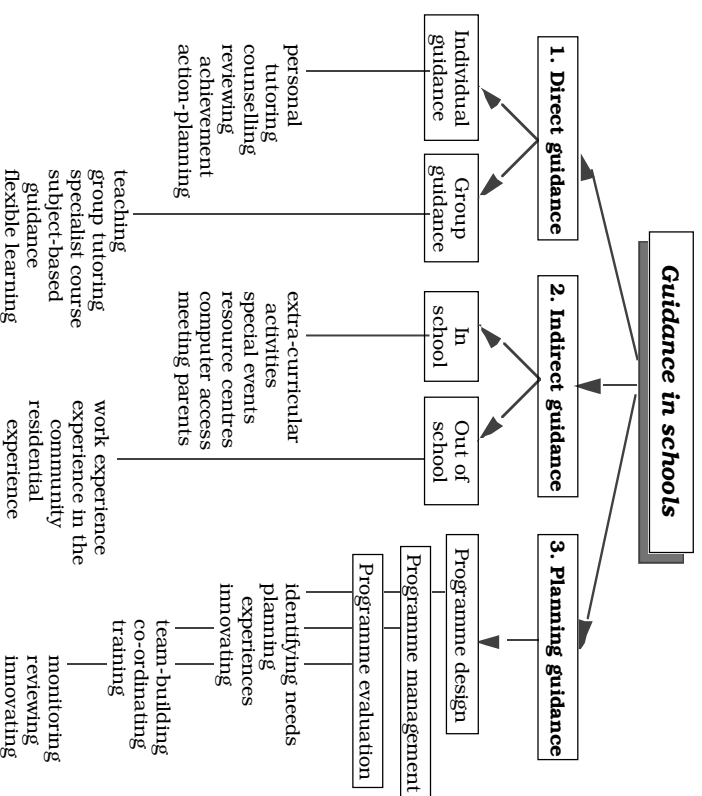 Guidance in schools
1. Direct guidance
Individual
guidance
personal
tutoring
counselling
reviewing
achievement
action-planning
Group
guidance
teaching
group tutoring
specialist course
subject-based
guidance
flexible learning
2. Indirect guidance
In
school
extra-curricular
activities
special events
resource centres
computer access
meeting parents
Out of
school
work experience
experience in the
community
residential
experience
3. Planning guidance
Programme design
identifying needs
planning
experiences
innovating
Programme management
team-building
co-ordinating
training
Programme evaluation
monitoring
reviewing
innovating